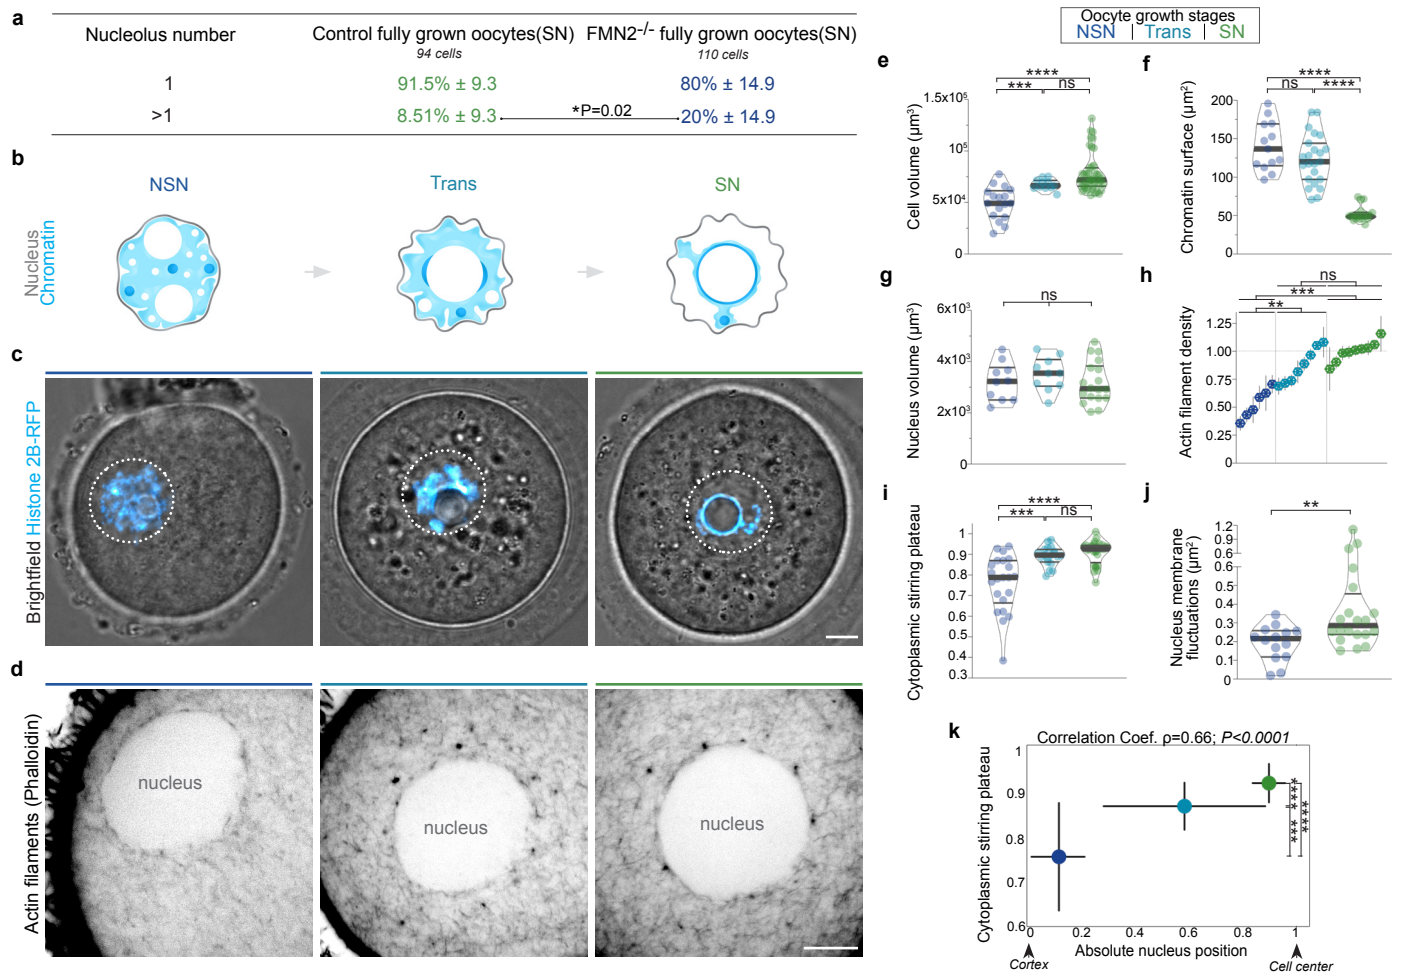 a
Nucleolus number
Control fully grown oocytes(SN)
94 cells
FMN2-/- fully grown oocytes(SN)
110 cells
1
91.5% ± 9.3
80% ± 14.9
>1
8.51% ± 9.3
*P=0.02
20% ± 14.9
b
NSN
Trans
SN
Nucleus
Chromatin
c
Brightfield Histone 2B-RFP
d
Actin filaments (Phalloidin)
nucleus
nucleus
nucleus
Oocyte growth stages
NSN | Trans | SN
e
****
*** ns
Cell volume (µm³)
1.5x10⁵
10⁵
5x10⁴
0
f
****
ns ****
Chromatin surface (µm²)
200
150
100
50
0
g
ns
Nucleus volume (µm³)
6x10³
4x10³
2x10³
0
h
ns
***
**
Actin filament density
1.25
1.00
0.75
0.50
0.25
0
i
****
*** ns
Cytoplasmic stirring plateau
1
0.9
0.8
0.7
0.6
0.5
0.4
0.3
j
**
Nucleus membrane
fluctuations (µm²)
1.2
0.9
0.6
0.4
0.3
0.2
0.1
0
k
Correlation Coef. ρ=0.66; P<0.0001
Cytoplasmic stirring plateau
1
0.9
0.8
0.7
0.6
**** ***
****
0 0.2 0.4 0.6 0.8 1
Absolute nucleus position
Cortex
Cell center